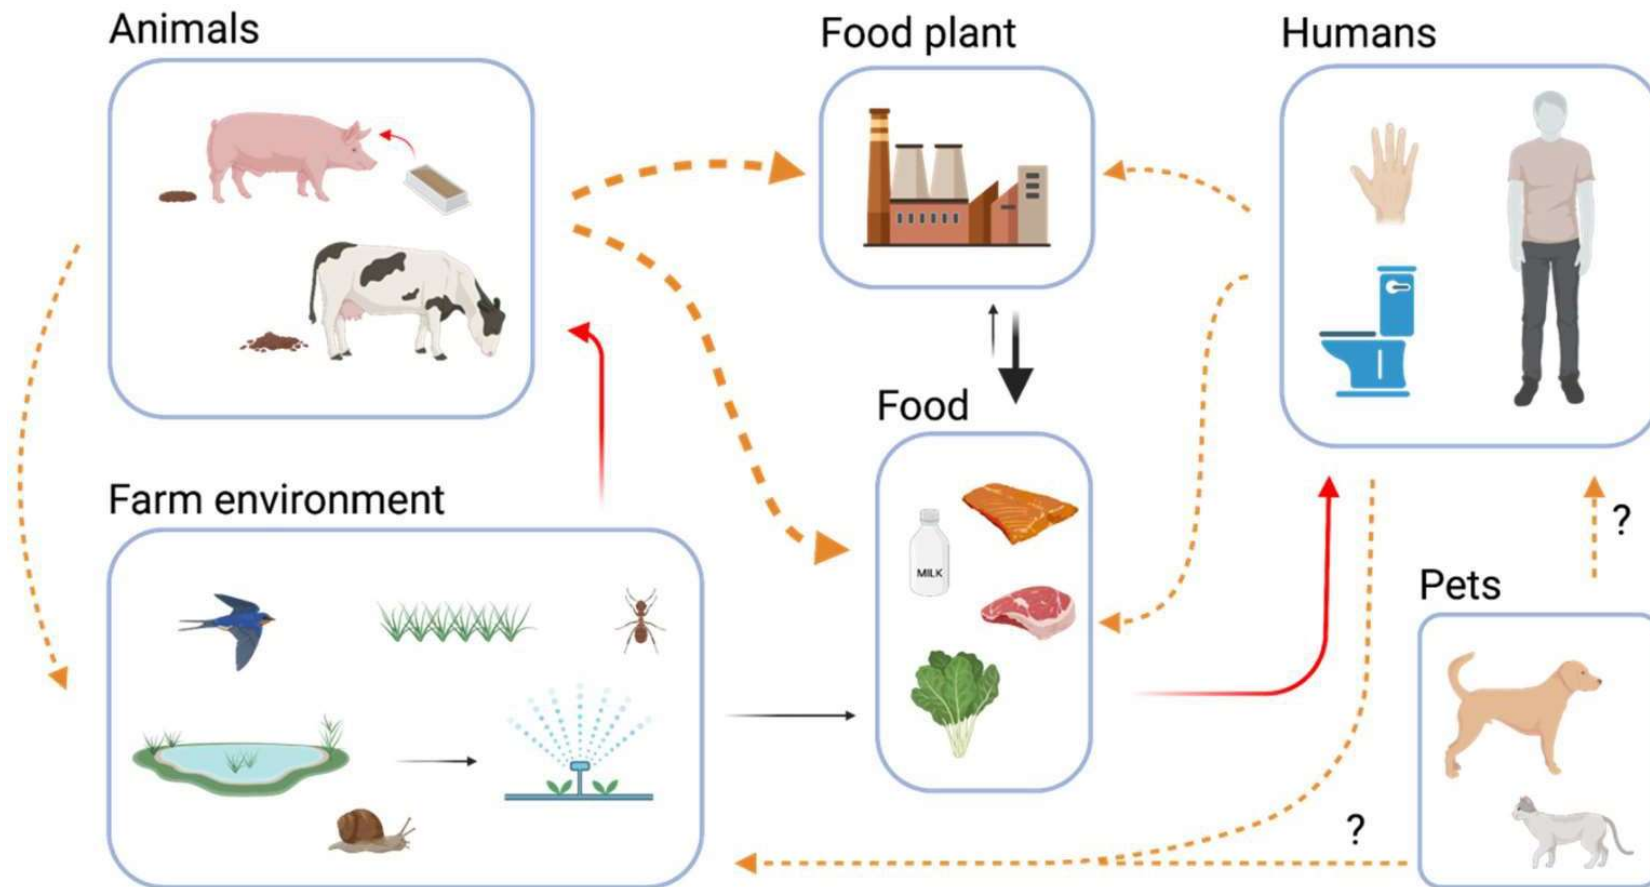 Animals
Food plant
Humans
Food
Farm environment
MILK
?
Pets
?